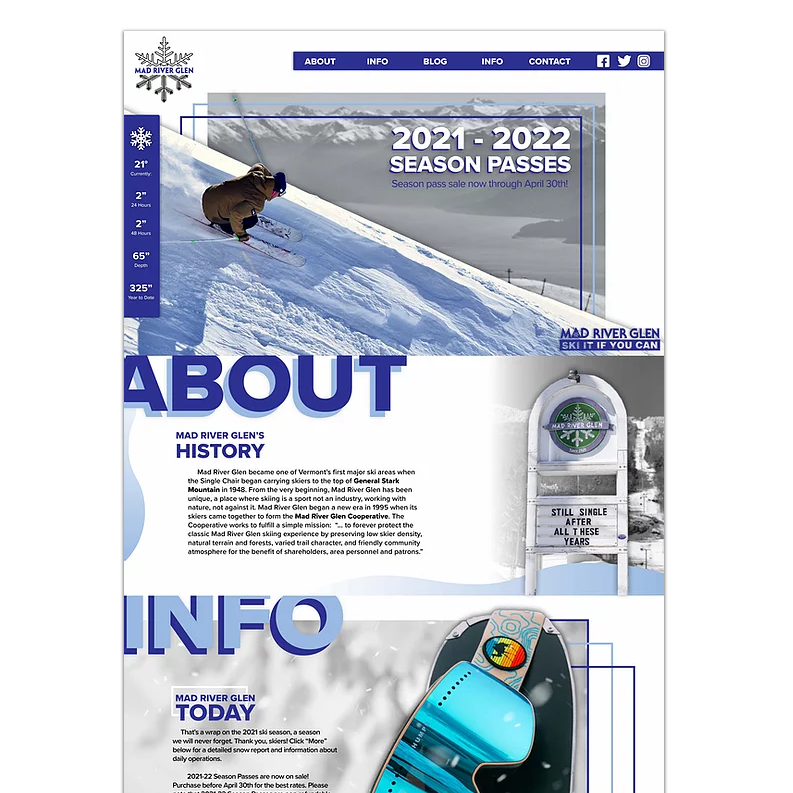 MAD RIVER GLEN
ABOUT INFO BLOG INFO CONTACT
21°
Currently:
2"
24 Hours
2"
48 Hours
65"
Depth
325"
Year to Date
2021 - 2022
SEASON PASSES
Season pass sale now through April 30th!
MAD RIVER GLEN
SKI IT IF YOU CAN
ABOUT
MAD RIVER GLEN'S
HISTORY
Mad River Glen became one of Vermont's first major ski areas when
the Single Chair began carrying skiers to the top of General Stark
Mountain in 1948. From the very beginning, Mad River Glen has been
unique, a place where skiing is a sport not an industry, working with
nature, not against it. Mad River Glen began a new era in 1995 when its
skiers came together to form the Mad River Glen Cooperative. The
Cooperative works to fulfill a simple mission: "... to forever protect the
classic Mad River Glen skiing experience by preserving low skier density,
natural terrain and forests, varied trail character, and friendly community
atmosphere for the benefit of shareholders, area personnel and patrons."
MAD RIVER GLEN
STILL SINGLE
AFTER
ALL THESE
YEARS
INFO
MAD RIVER GLEN
TODAY
That's a wrap on the 2021 ski season, a season
we will never forget. Thank you, skiers! Click "More"
below for a detailed snow report and information about
daily operations.
2021-22 Season Passes are now on sale!
Purchase before April 30th for the best rates. Please